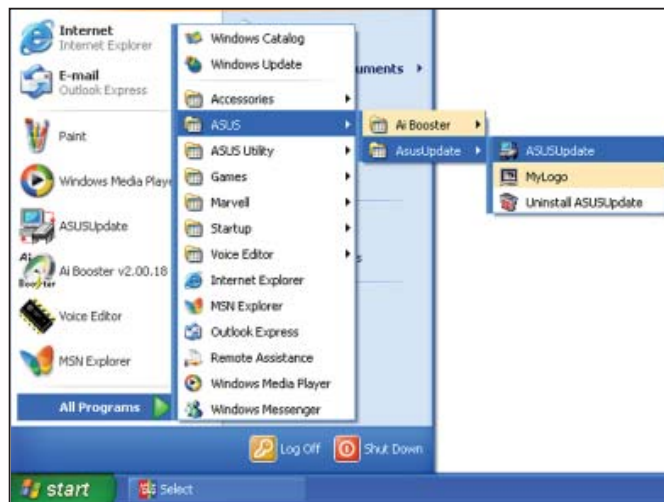 Internet
Internet Explorer
E-mail
Outlook Express
Paint
Windows Media Playe
ASUSUpdate
Ai Booster v2.00.18
Voice Editor
MSN Explorer
All Programs
Windows Catalog
Windows Update
Accessories
ASUS
ASUS Utility
Games
Marvell
Startup
Voice Editor
Internet Explorer
MSN Explorer
Outlook Express
Remote Assistance
Windows Media Player
Windows Messenger
uments
s
Ai Booster
AsusUpdate
ASUSUpdate
MyLogo
Uninstall ASUSUpdate
Log Off
Shut Down
start
Select